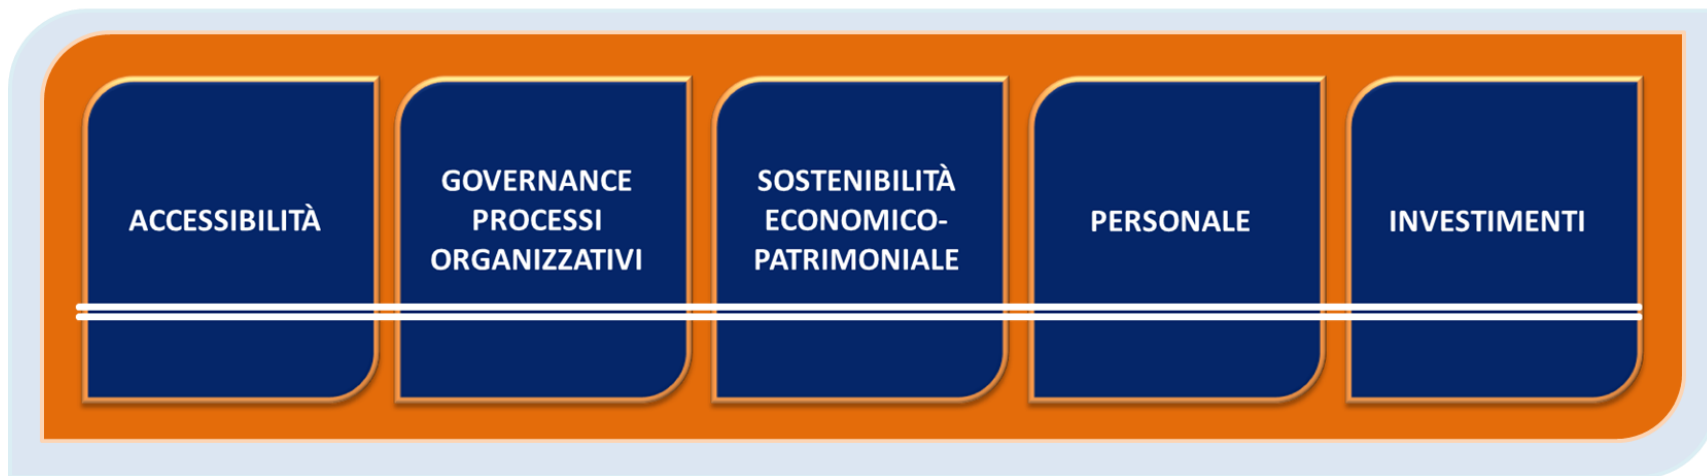 ACCESSIBILITÀ
GOVERNANCE
PROCESSI
ORGANIZZATIVI
SOSTENIBILITÀ
ECONOMICO-
PATRIMONIALE
PERSONALE
INVESTIMENTI